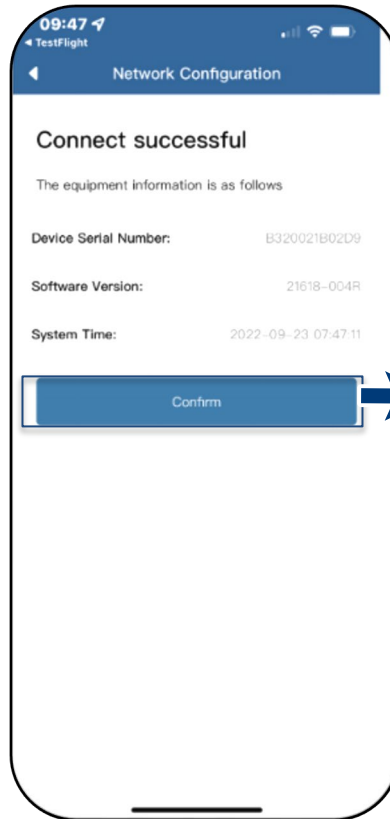 09:47
◀ TestFlight
Network Configuration
Connect successful
The equipment information is as follows
Device Serial Number: B320021B02D9
Software Version: 21618-004R
System Time: 2022-09-23 07:47:11
Confirm